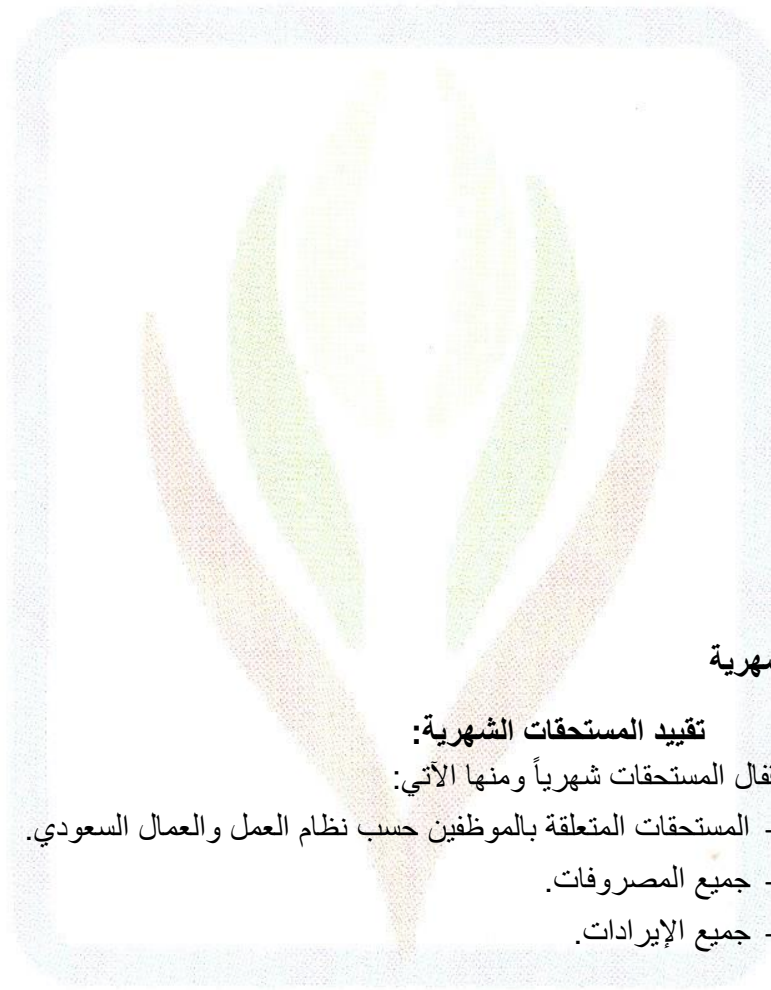 تقييد المستحقات الشهرية:
المستحقات شهرياً ومنها الآتي:
- المستحقات المتعلقة بالموظفين حسب نظام العمل والعمال السعودي.
- جميع المصروفات.
- جميع الإيرادات.